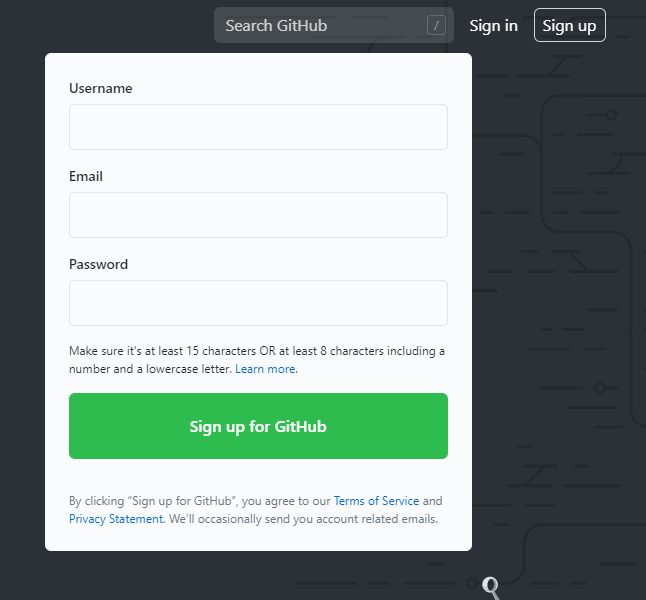 Search GitHub / Sign in Sign up
Username
Email
Password
Make sure it's at least 15 characters OR at least 8 characters including a
number and a lowercase letter. Learn more.
Sign up for GitHub
By clicking “Sign up for GitHub”, you agree to our Terms of Service and
Privacy Statement. We’ll occasionally send you account related emails.